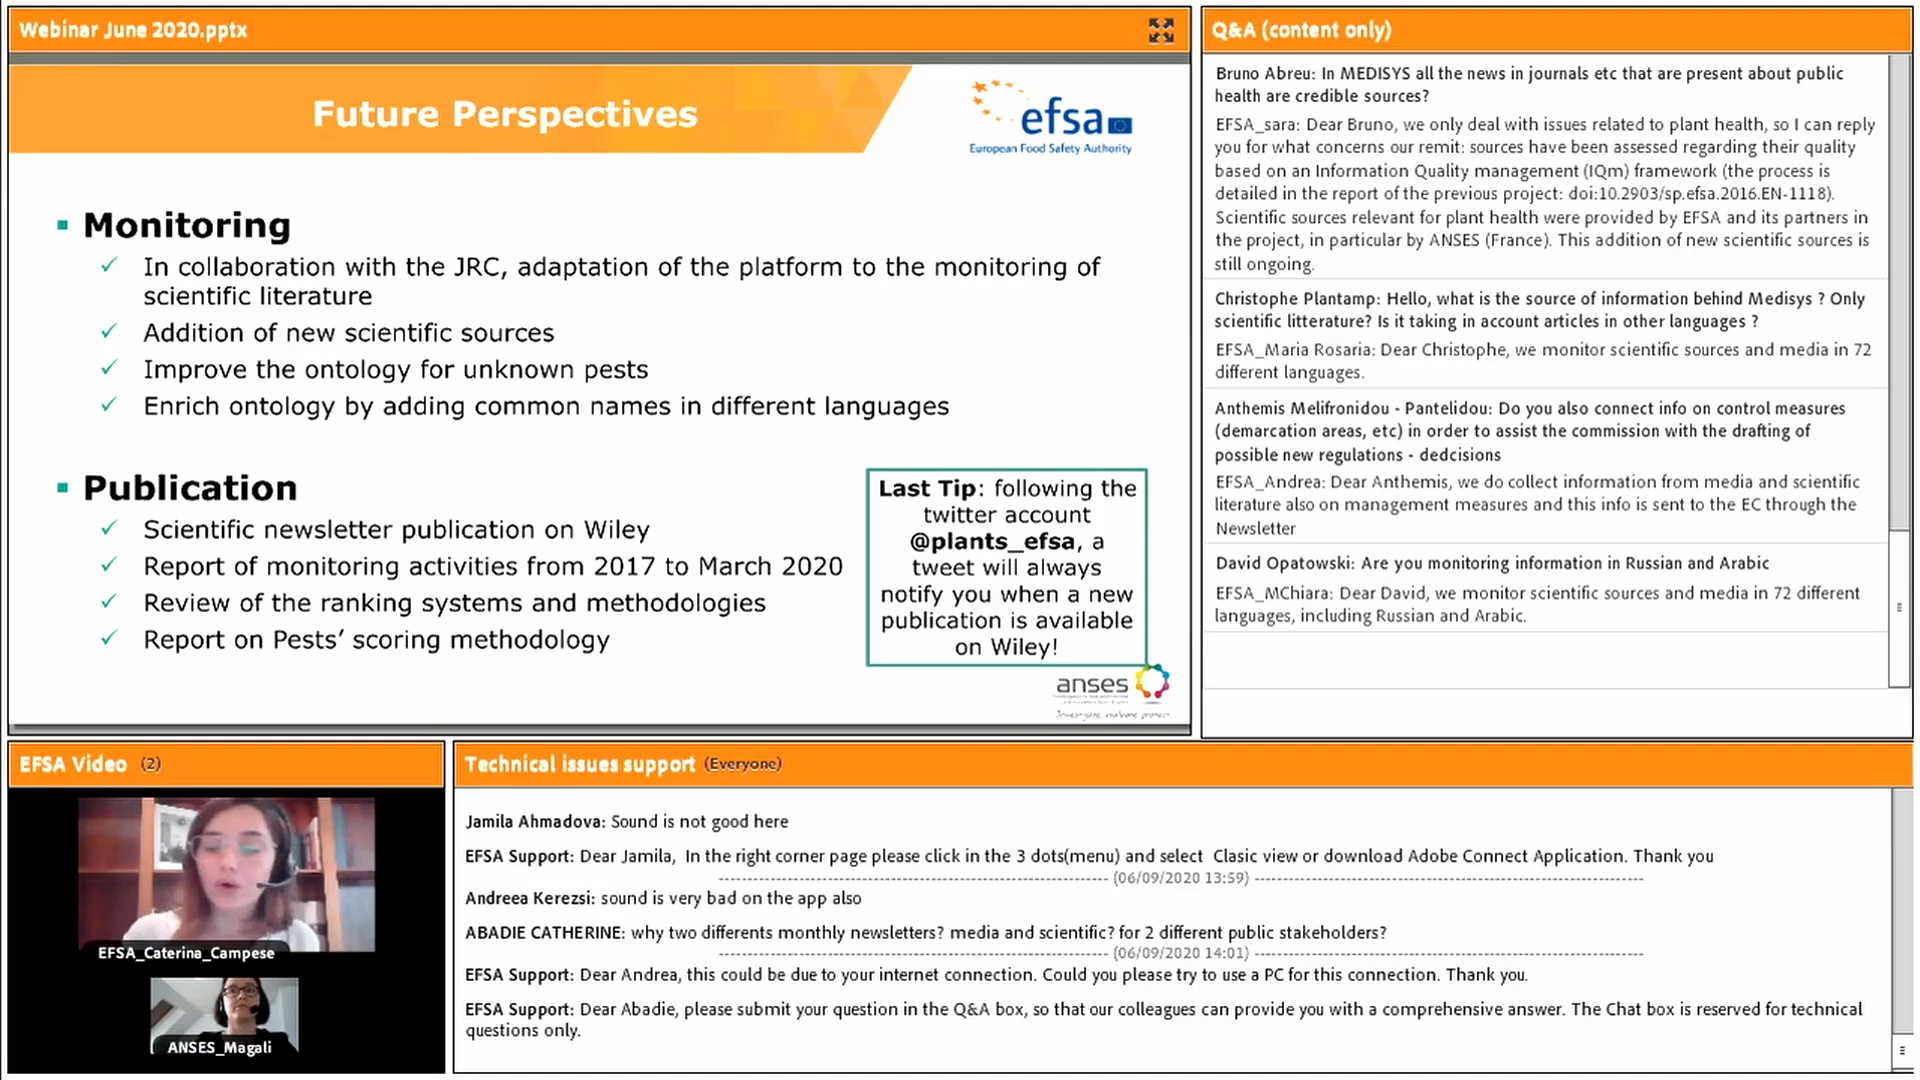 Webinar June 2020.pptx
Future Perspectives
efsa
European Food Safety Authority
Monitoring
In collaboration with the JRC, adaptation of the platform to the monitoring of
scientific literature
Addition of new scientific sources
Improve the ontology for unknown pests
Enrich ontology by adding common names in different languages
Publication
Scientific newsletter publication on Wiley
Report of monitoring activities from 2017 to March 2020
Review of the ranking systems and methodologies
Report on Pests’ scoring methodology
Last Tip: following the
twitter account
@plants_efsa, a
tweet will always
notify you when a new
publication is available
on Wiley!
anses
Q&A (content only)
Bruno Abreu: In MEDISYS all the news in journals etc that are present about public
health are credible sources?
EFSA_sara: Dear Bruno, we only deal with issues related to plant health, so I can reply
you for what concerns our remit: sources have been assessed regarding their quality
based on an Information Quality management (IQm) framework (the process is
detailed in the report of the previous project: doi:10.2903/sp.efsa.2016.EN-1118).
Scientific sources relevant for plant health were provided by EFSA and its partners in
the project, in particular by ANSES (France). This addition of new scientific sources is
still ongoing.
Christophe Plantamp: Hello, what is the source of information behind Medisys ? Only
scientific litterature? Is it taking in account articles in other languages ?
EFSA_Maria Rosaria: Dear Christophe, we monitor scientific sources and media in 72
different languages.
Anthemis Melifronidou - Pantelidou: Do you also connect info on control measures
(demarcation areas, etc) in order to assist the commission with the drafting of
possible new regulations - dedcisions
EFSA_Andrea: Dear Anthemis, we do collect information from media and scientific
literature also on management measures and this info is sent to the EC through the
Newsletter
David Opatowski: Are you monitoring information in Russian and Arabic
EFSA_MChiara: Dear David, we monitor scientific sources and media in 72 different
languages, including Russian and Arabic.
EFSA Video (2)
EFSA_Caterina_Campese
ANSES_Magali
Technical issues support (Everyone)
Jamila Ahmadova: Sound is not good here
EFSA Support: Dear Jamila, In the right corner page please click in the 3 dots(menu) and select Clasic view or download Adobe Connect Application. Thank you
(06/09/2020 13:59)
Andreea Kerezsi: sound is very bad on the app also
ABADIE CATHERINE: why two differents monthly newsletters? media and scientific? for 2 different public stakeholders?
(06/09/2020 14:01)
EFSA Support: Dear Andrea, this could be due to your internet connection. Could you please try to use a PC for this connection. Thank you.
EFSA Support: Dear Abadie, please submit your question in the Q&A box, so that our colleagues can provide you with a comprehensive answer. The Chat box is reserved for technical
questions only.